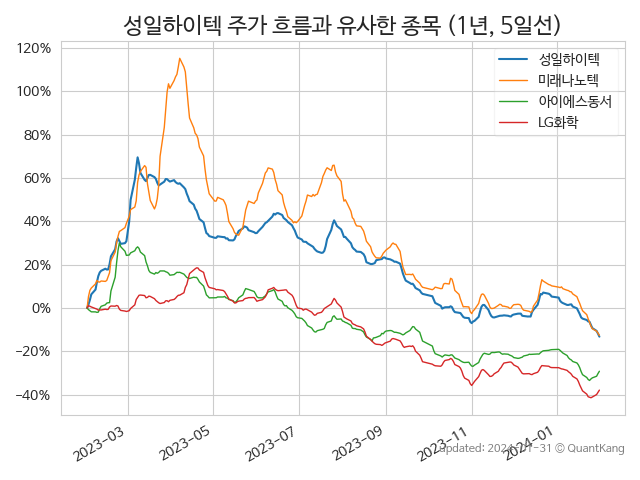 성일하이텍 주가 흐름과 유사한 종목 (1년, 5일선)
120%
100%
80%
60%
40%
20%
0%
−20%
−40%
성일하이텍
미래나노텍
아이에스동서
LG화학
2023-03
2023-05
2023-07
2023-09
2023-11
2024-01
updated: 2024-01-31 © QuantKang